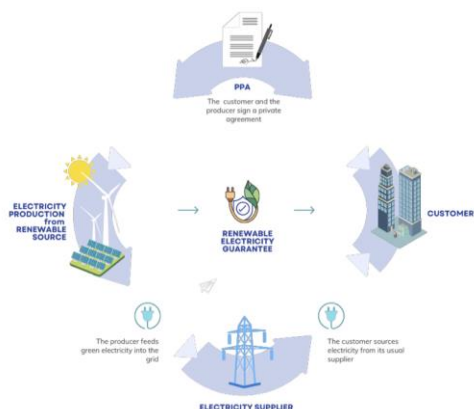 PPA
The customer and the
producer sign a private
agreement
ELECTRICITY
PRODUCTION
from
RENEWABLE
SOURCE
RENEWABLE
ELECTRICITY
GUARANTEE
CUSTOMER
The producer feeds
green electricity into the
grid
The customer sources
electricity from its usual
supplier
ELECTRICITY SUPPLIER